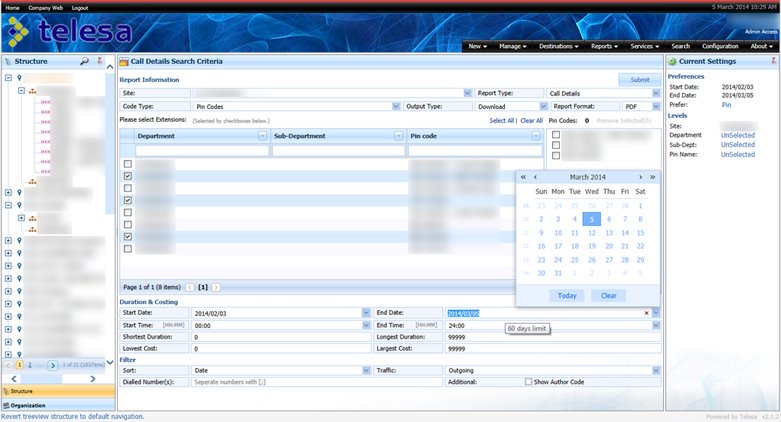 Home Company Web Logout 5 March 2014 10:29 AM
telesa
Admin Access
New Manage Destinations Reports Services Search Configuration About
Structure
Call Details Search Criteria
Current Settings
Report Information
Submit
Site: Report Type: Call Details
Code Type: Pin Codes Output Type: Download Report Format: PDF
Please select Extensions: (Selected by checkboxes below.) Select All | Clear All Pin Codes: 0 Remove Selected(0)
Department Sub-Department Pin code
Preferences
Start Date: 2014/02/03
End Date: 2014/03/05
Prefer: Pin
Levels
Site:
Department UnSelected
Sub-Dept: UnSelected
Pin Name: UnSelected
« ‹ March 2014 › »
Sun Mon Tue Wed Thu Fri Sat
09 23 24 25 26 27 28 1
10 2 3 4 5 6 7 8
11 9 10 11 12 13 14 15
12 16 17 18 19 20 21 22
13 23 24 25 26 27 28 29
14 30 31 1 2 3 4 5
Today Clear
Page 1 of 1 (8 items) < [1] >
Duration & Costing
Start Date: 2014/02/03 End Date: 2014/03/05
Start Time: [HH:MM] 00:00 End Time: [HH:MM] 24:00
60 days limit
Shortest Duration: 0 Longest Duration: 99999
Lowest Cost: 0 Largest Cost: 99999
Filter
Sort: Date Traffic: Outgoing
Dialled Number(s): Seperate numbers with [;] Additional: Show Author Code
< 1 2 ... > 1 of 21 (1037items)
Structure
Organization
Revert treeview structure to default navigation.
Powered by Telesa v2.1.2